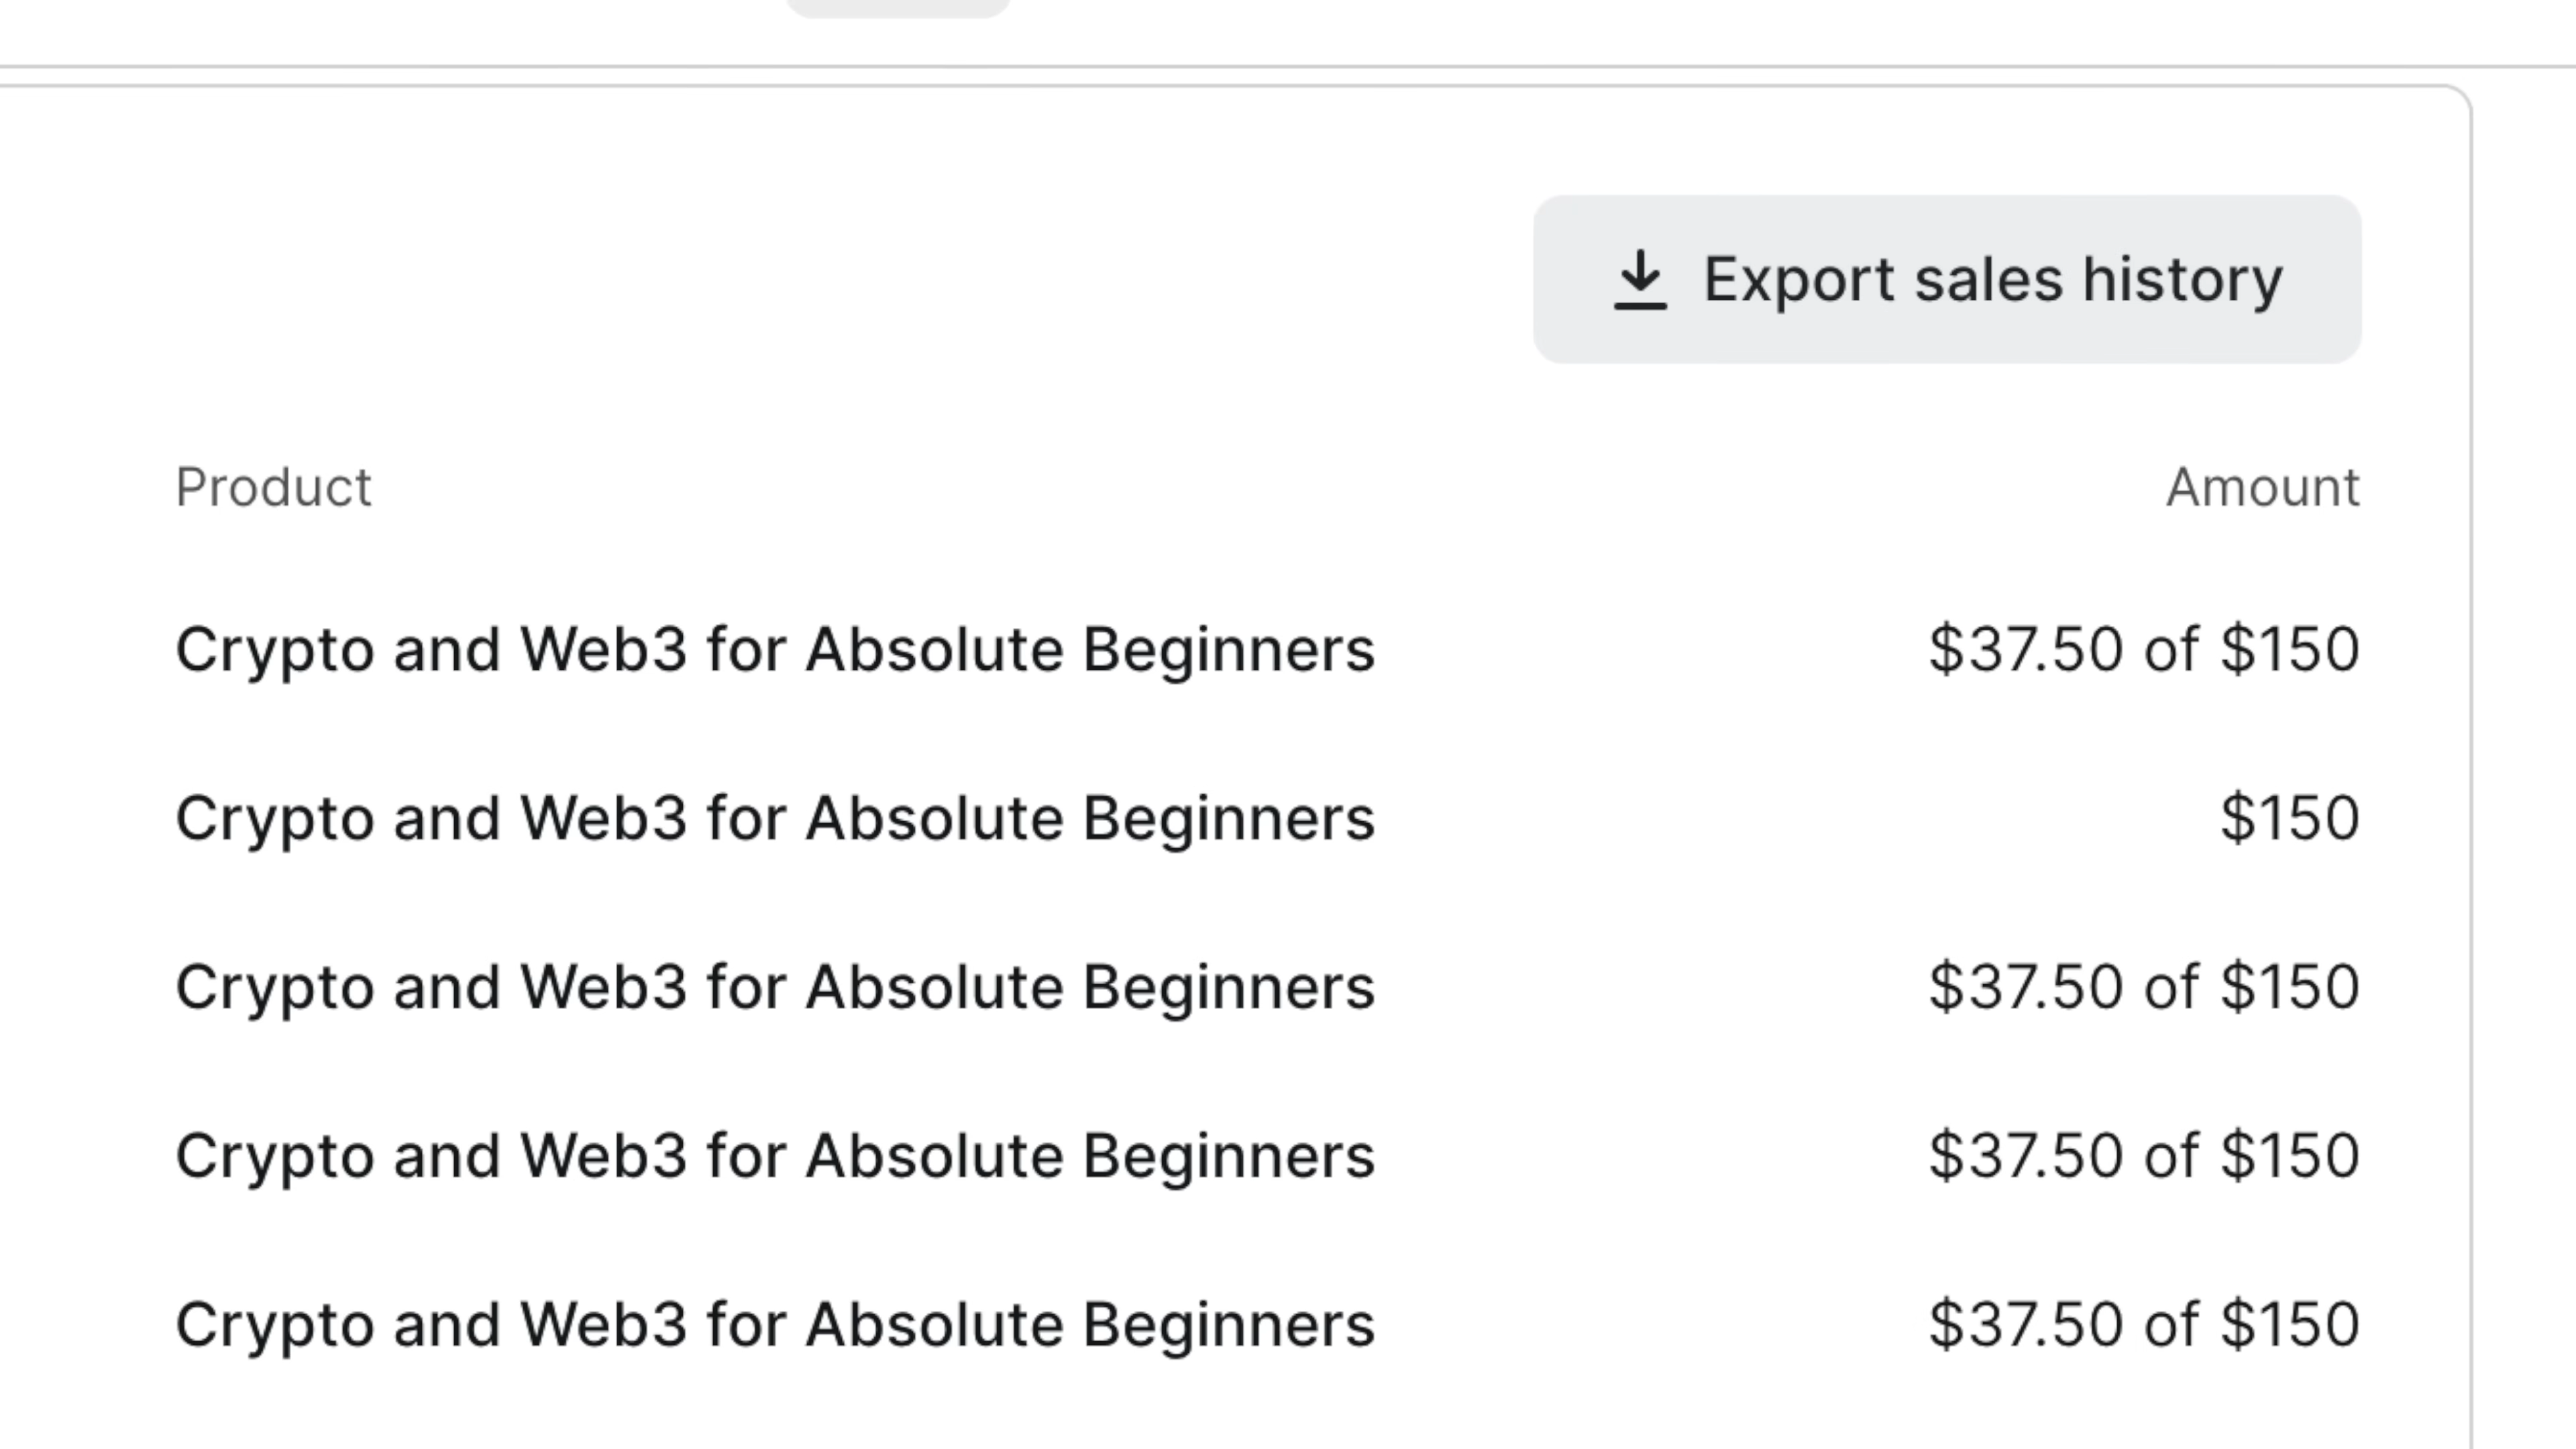 Export sales history
Product Amount
Crypto and Web3 for Absolute Beginners $37.50 of $150
Crypto and Web3 for Absolute Beginners $150
Crypto and Web3 for Absolute Beginners $37.50 of $150
Crypto and Web3 for Absolute Beginners $37.50 of $150
Crypto and Web3 for Absolute Beginners $37.50 of $150